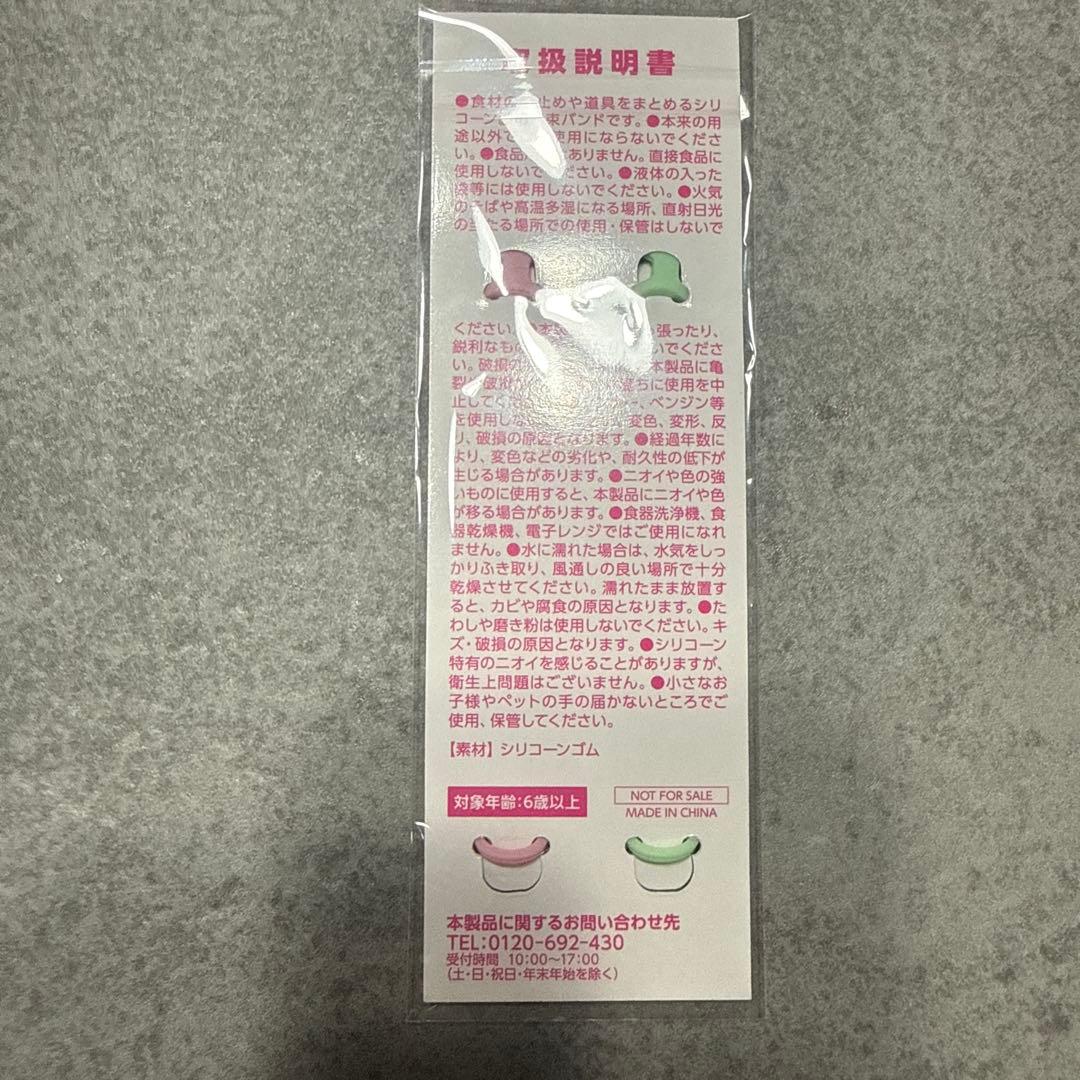 扱説明書
●食材の 止めや道具をまとめるシリ
コーン 束バンドです。●本来の用
途以外で 使用にならないでくださ
い。●食品 ありません。直接食品に
使用しないでください。●液体の入った
袋等には使用しないでください。●火気
のそばや高温多湿になる場所、直射日光
の当たる場所での使用・保管はしないで
ください。 張ったり、
鋭利なもの いでくださ
い。破損の 本製品に亀
裂 破損 ちに使用を中
止して 、ベンジン等
を使用し 変色、変形、反
り、破損の原因となります。●経過年数に
より、変色などの劣化や、耐久性の低下が
生じる場合があります。●ニオイや色の強
いものに使用すると、本製品にニオイや色
が移る場合があります。●食器洗浄機、食
器乾燥機、電子レンジではご使用になれ
ません。●水に濡れた場合は、水気をしっ
かりふき取り、風通しの良い場所で十分
乾燥させてください。濡れたまま放置す
ると、カビや腐食の原因となります。●た
わしや磨き粉は使用しないでください。キ
ズ・破損の原因となります。●シリコーン
特有のニオイを感じることがありますが、
衛生上問題はございません。●小さなお
子様やペットの手の届かないところでご
使用、保管してください。
【素材】シリコーンゴム
対象年齢:6歳以上
NOT FOR SALE
MADE IN CHINA
本製品に関するお問い合わせ先
TEL:0120-692-430
受付時間 10:00〜17:00
(土・日・祝日・年末年始を除く)